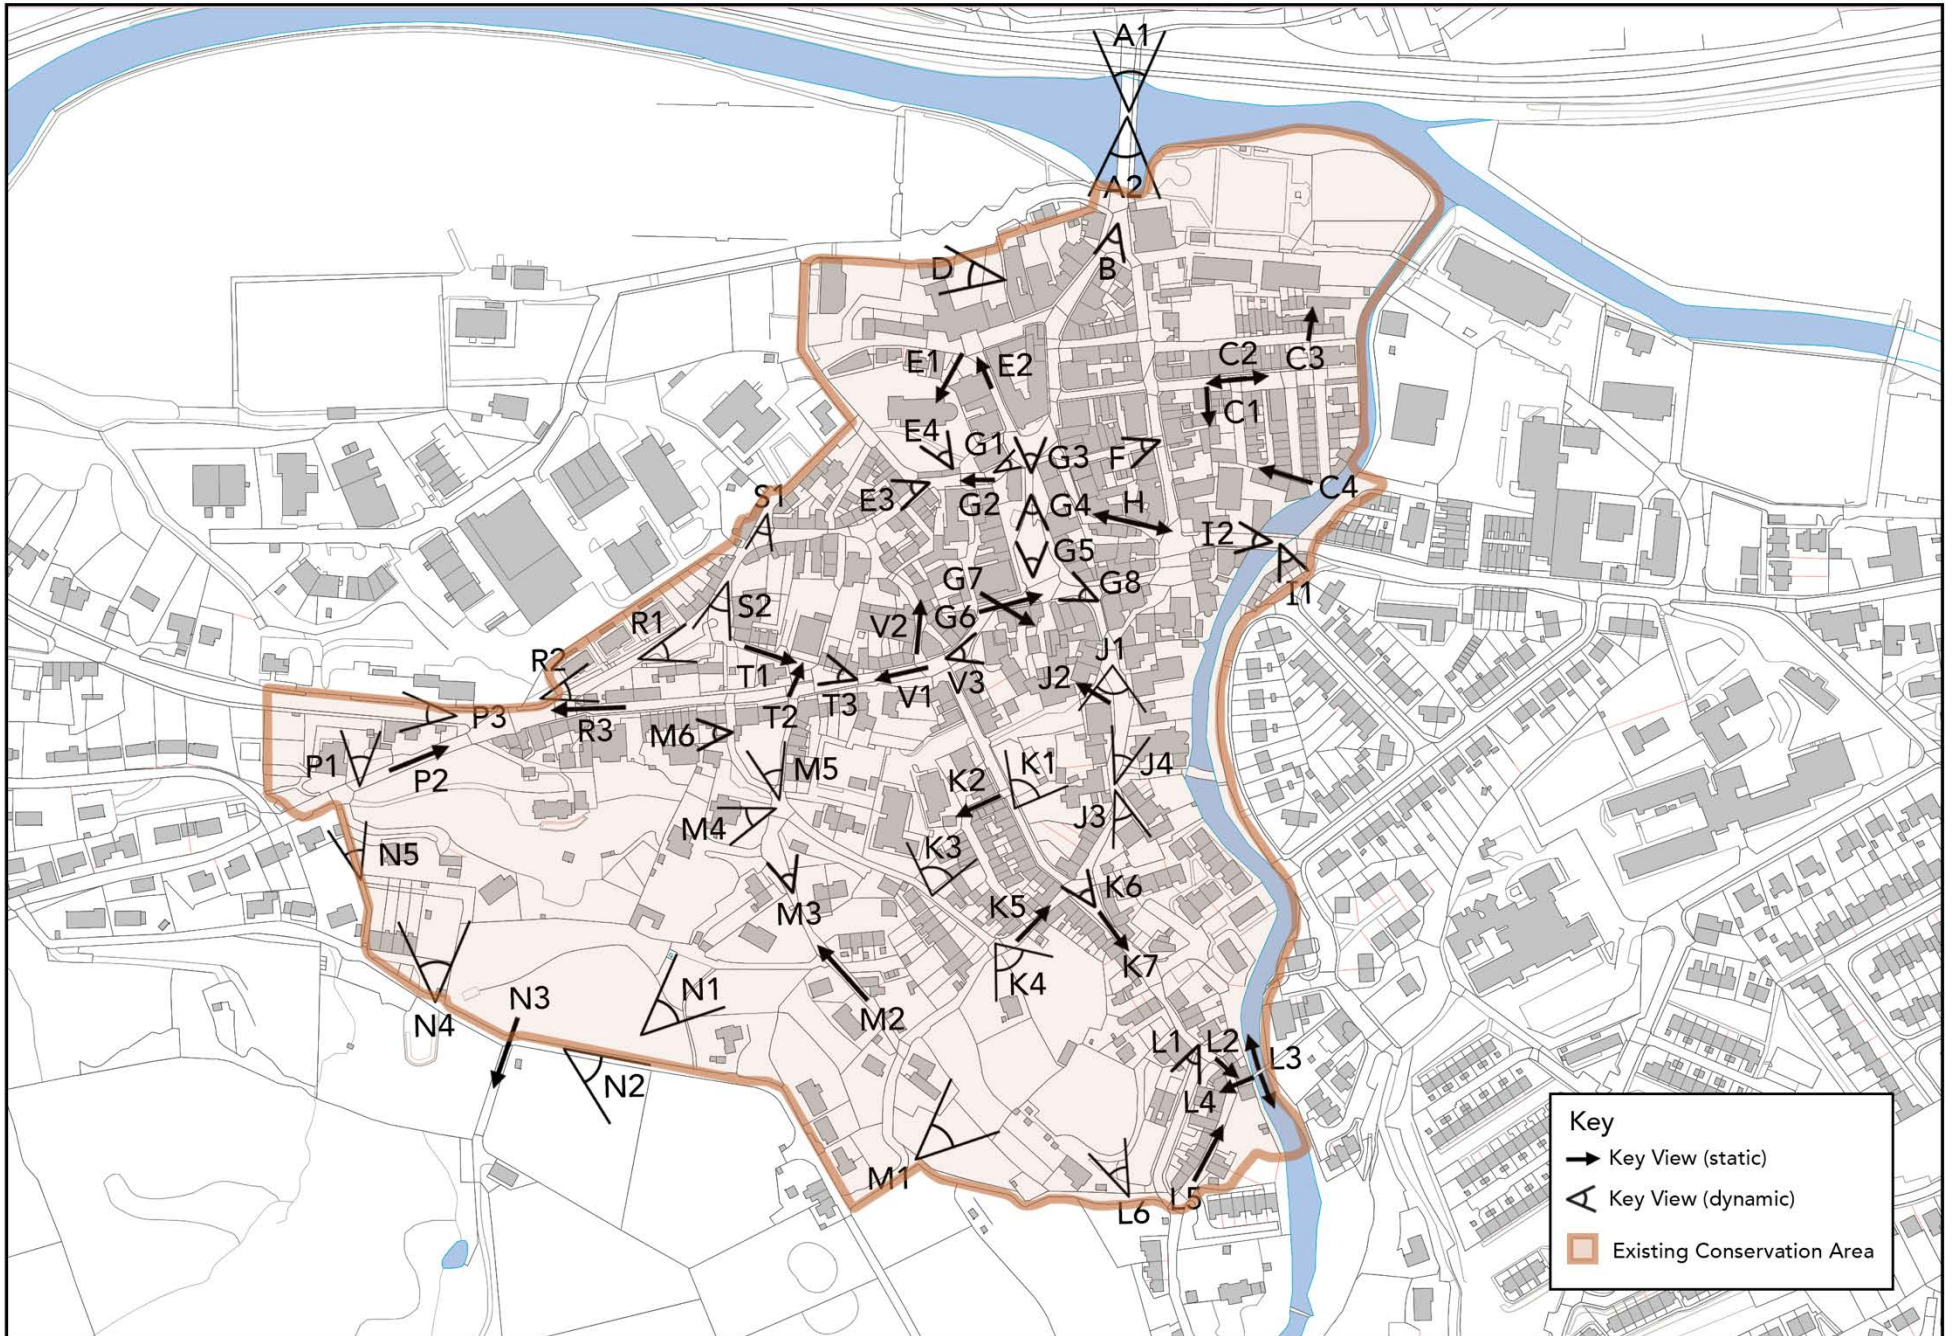 A1
A2
B
D
E1
E2
C2
C3
C1
E4
G1
G3
F
E3
G2
C4
S1
G4
H
I2
G5
I1
G7
G8
S2
R1
V2
G6
J1
R2
T1
V1
V3
J2
P3
R3
T2
T3
M6
P1
P2
M5
K2
K1
J4
M4
J3
N5
K3
K6
M3
K5
K7
N1
K4
N3
M2
N4
L1
L2
L3
N2
L4
M1
L5
L6
Key
Key View (static)
Key View (dynamic)
Existing Conservation Area